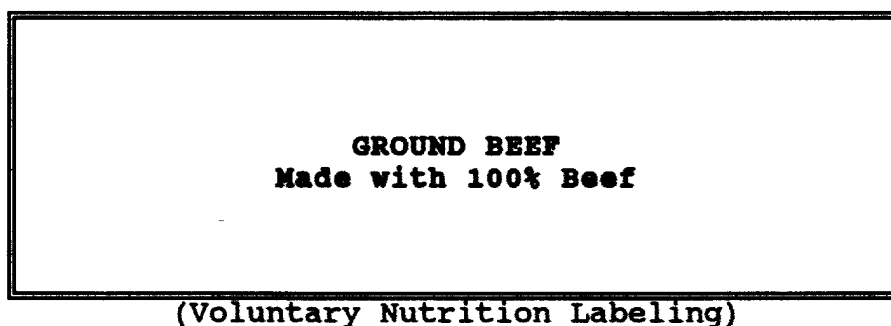 GROUND BEEF
Made with 100% Beef
(Voluntary Nutrition Labeling)